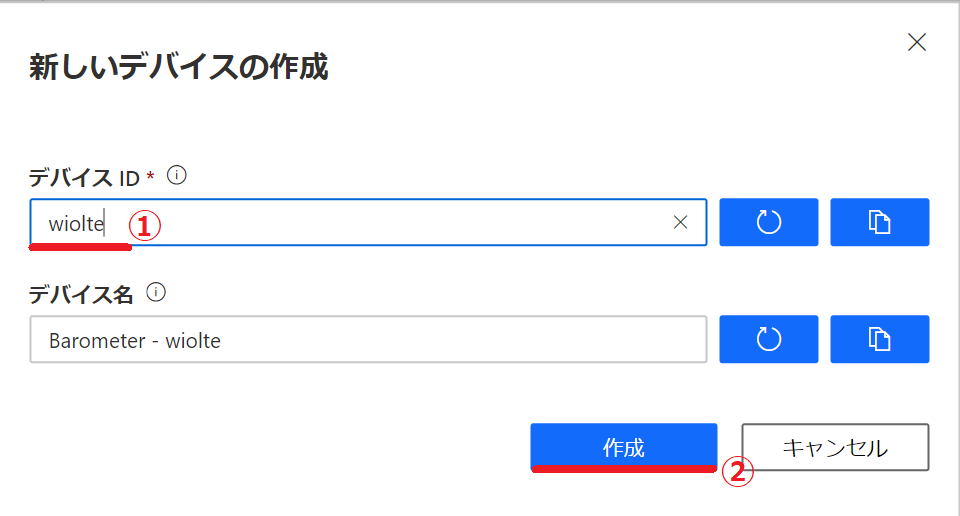 新しいデバイスの作成
デバイス ID *
wiolte ①
デバイス名
Barometer - wiolte
作成 キャンセル
②